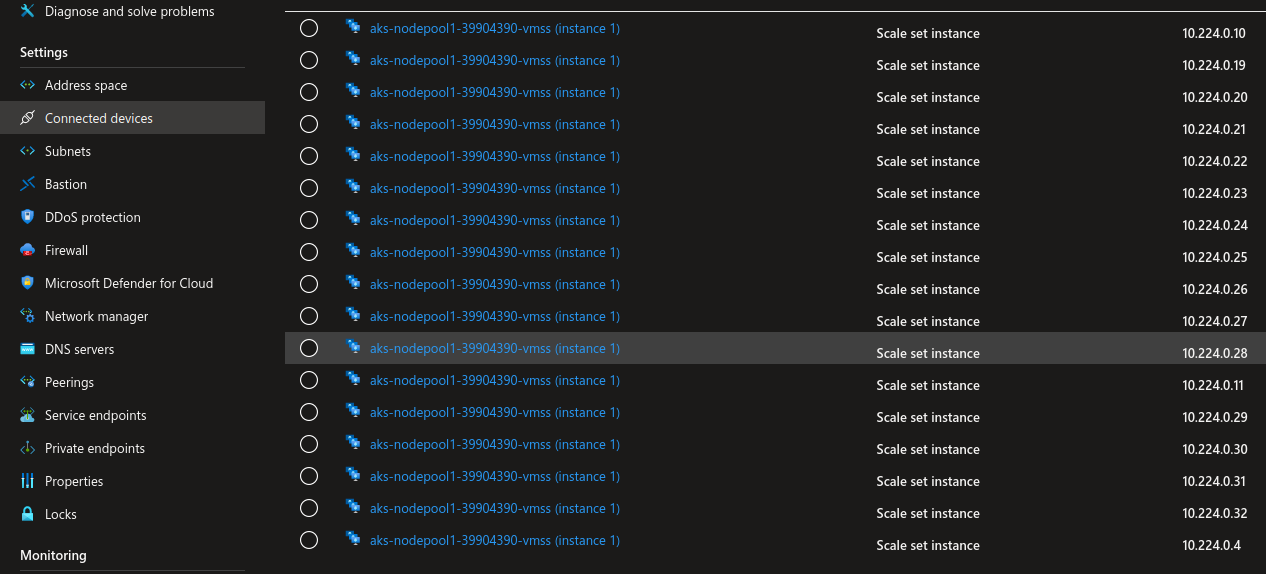 Diagnose and solve problems
Settings
Address space
Connected devices
Subnets
Bastion
DDoS protection
Firewall
Microsoft Defender for Cloud
Network manager
DNS servers
Peerings
Service endpoints
Private endpoints
Properties
Locks
Monitoring
aks-nodepool1-39904390-vmss (instance 1) Scale set instance 10.224.0.10
aks-nodepool1-39904390-vmss (instance 1) Scale set instance 10.224.0.19
aks-nodepool1-39904390-vmss (instance 1) Scale set instance 10.224.0.20
aks-nodepool1-39904390-vmss (instance 1) Scale set instance 10.224.0.21
aks-nodepool1-39904390-vmss (instance 1) Scale set instance 10.224.0.22
aks-nodepool1-39904390-vmss (instance 1) Scale set instance 10.224.0.23
aks-nodepool1-39904390-vmss (instance 1) Scale set instance 10.224.0.24
aks-nodepool1-39904390-vmss (instance 1) Scale set instance 10.224.0.25
aks-nodepool1-39904390-vmss (instance 1) Scale set instance 10.224.0.26
aks-nodepool1-39904390-vmss (instance 1) Scale set instance 10.224.0.27
aks-nodepool1-39904390-vmss (instance 1) Scale set instance 10.224.0.28
aks-nodepool1-39904390-vmss (instance 1) Scale set instance 10.224.0.11
aks-nodepool1-39904390-vmss (instance 1) Scale set instance 10.224.0.29
aks-nodepool1-39904390-vmss (instance 1) Scale set instance 10.224.0.30
aks-nodepool1-39904390-vmss (instance 1) Scale set instance 10.224.0.31
aks-nodepool1-39904390-vmss (instance 1) Scale set instance 10.224.0.32
aks-nodepool1-39904390-vmss (instance 1) Scale set instance 10.224.0.4